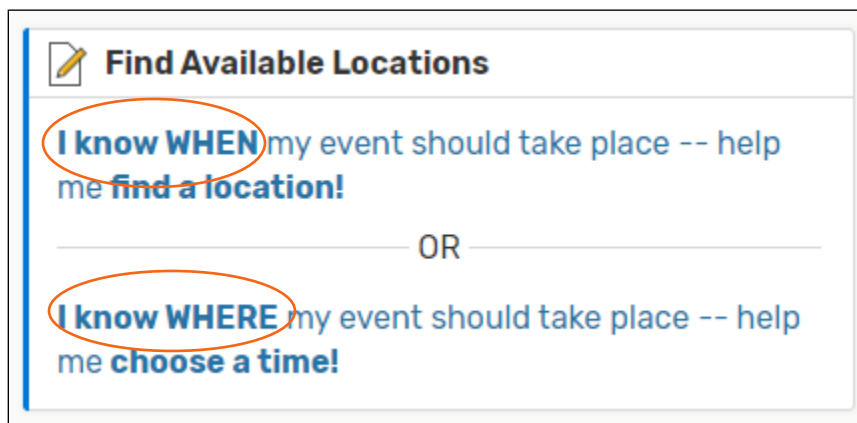 Find Available Locations
I know WHEN my event should take place -- help
me find a location!
OR
I know WHERE my event should take place -- help
me choose a time!